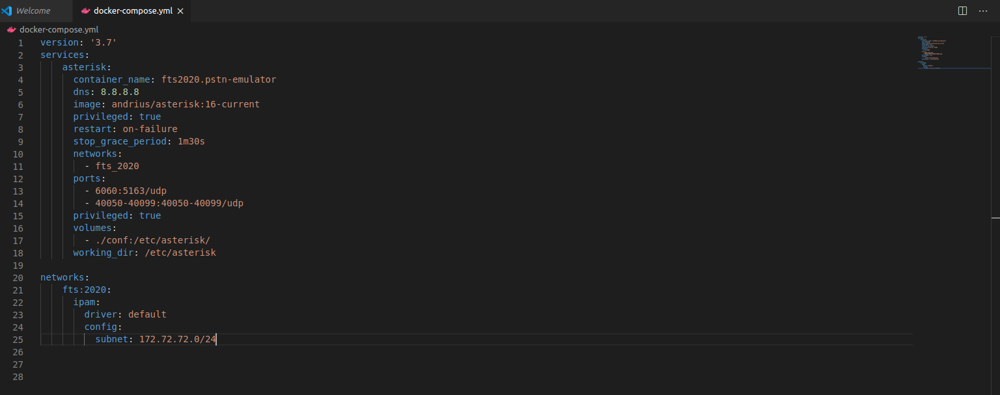 Welcome
docker-compose.yml ×
docker-compose.yml
1 version: '3.7'
2 services:
3     asterisk:
4       container_name: fts2020.pstn-emulator
5       dns: 8.8.8.8
6       image: andrius/asterisk:16-current
7       privileged: true
8       restart: on-failure
9       stop_grace_period: 1m30s
10       networks:
11         - fts_2020
12       ports:
13         - 6060:5163/udp
14         - 40050-40099:40050-40099/udp
15       privileged: true
16       volumes:
17         - ./conf:/etc/asterisk/
18       working_dir: /etc/asterisk
19
20 networks:
21     fts:2020:
22       ipam:
23         driver: default
24         config:
25           subnet: 172.72.72.0/24
26
27
28